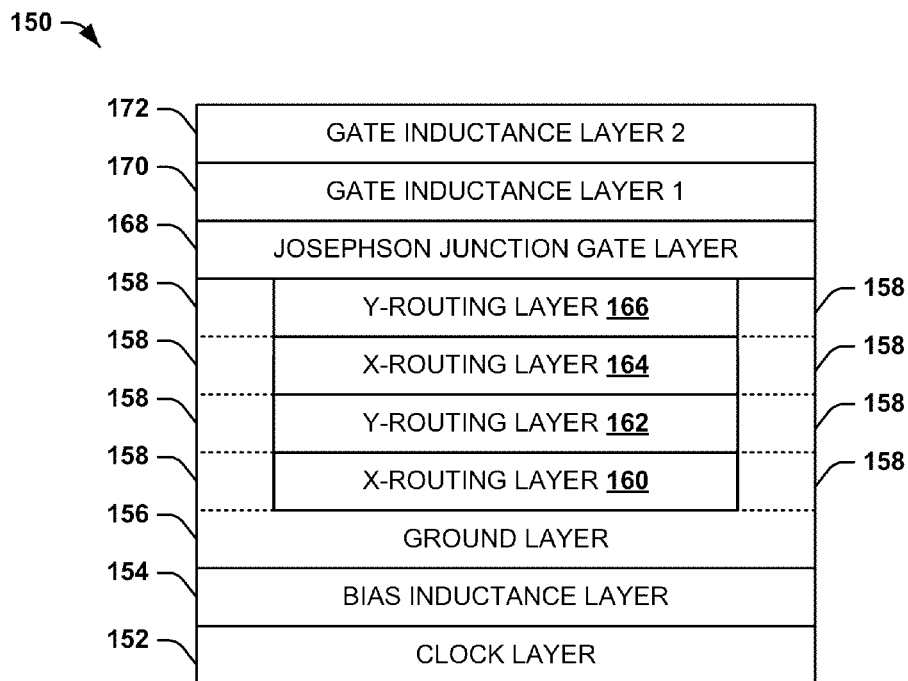 150
172 GATE INDUCTANCE LAYER 2
170 GATE INDUCTANCE LAYER 1
168 JOSEPHSON JUNCTION GATE LAYER
158 Y-ROUTING LAYER 166 158
158 X-ROUTING LAYER 164 158
158 Y-ROUTING LAYER 162 158
158 X-ROUTING LAYER 160 158
156 GROUND LAYER
154 BIAS INDUCTANCE LAYER
152 CLOCK LAYER